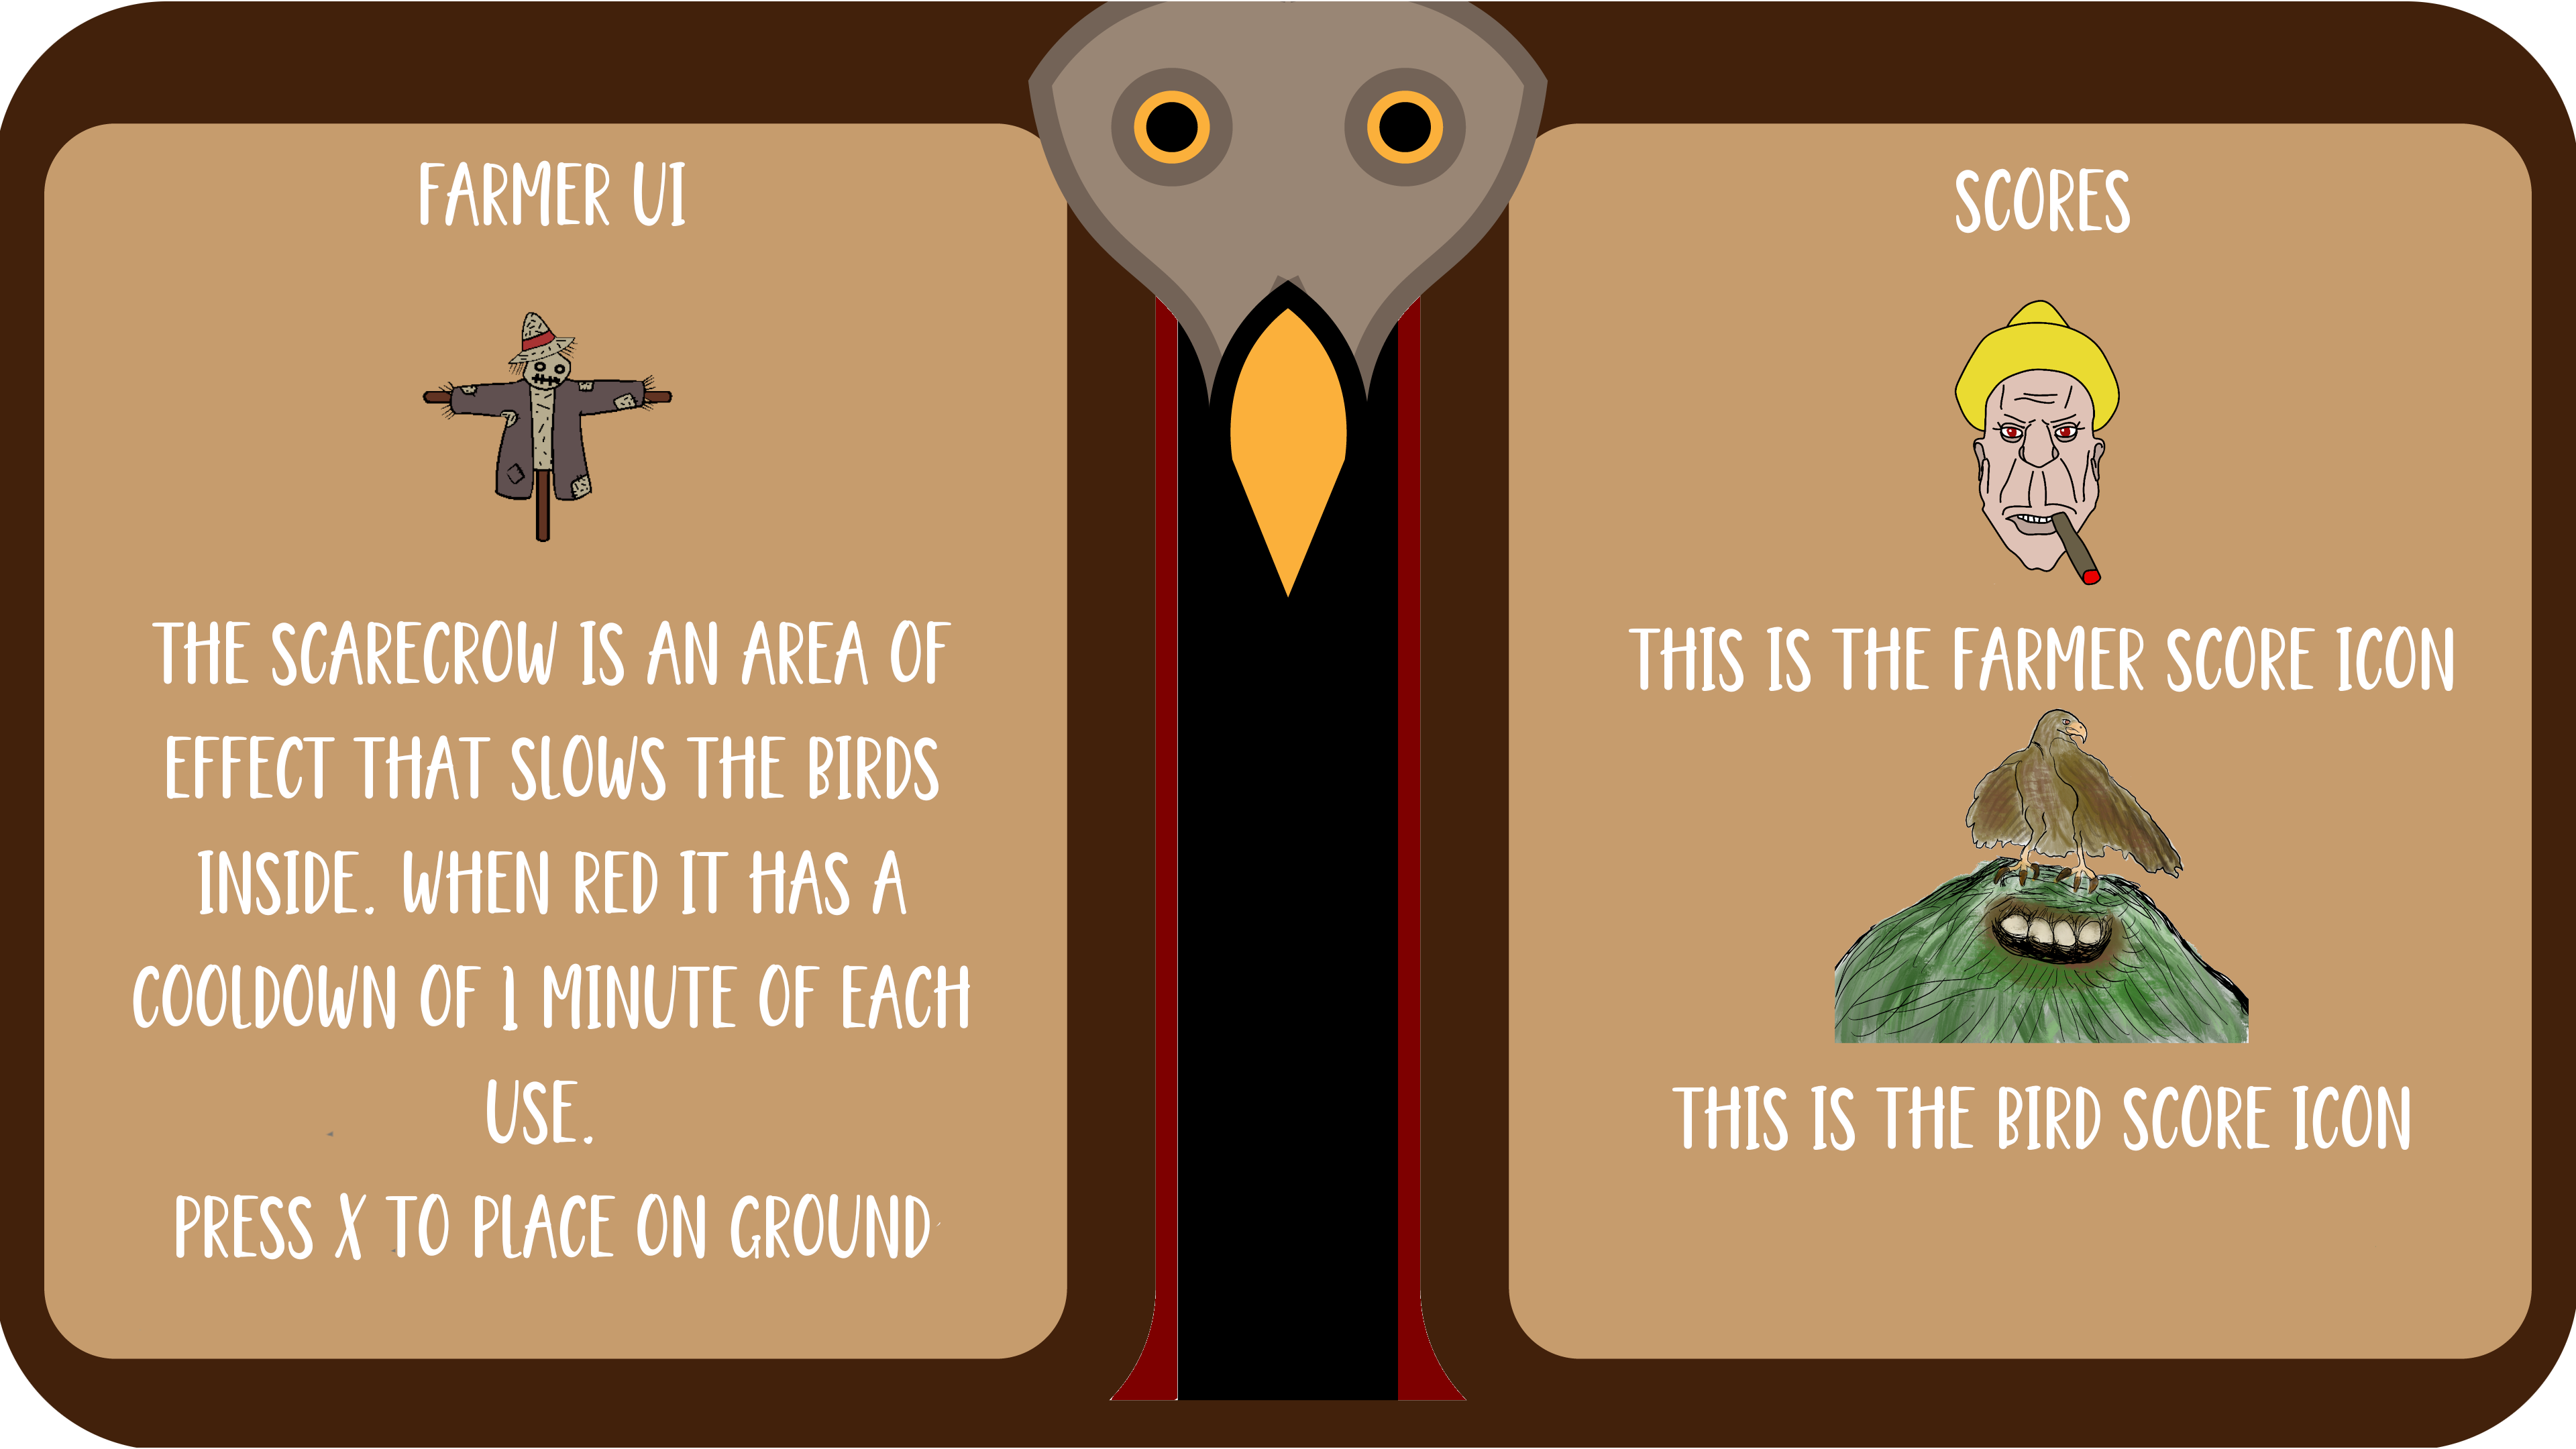 FARMER UI
THE SCARECROW IS AN AREA OF
EFFECT THAT SLOWS THE BIRDS
INSIDE. WHEN RED IT HAS A
COOLDOWN OF 1 MINUTE OF EACH
USE.
PRESS X TO PLACE ON GROUND
SCORES
THIS IS THE FARMER SCORE ICON
THIS IS THE BIRD SCORE ICON